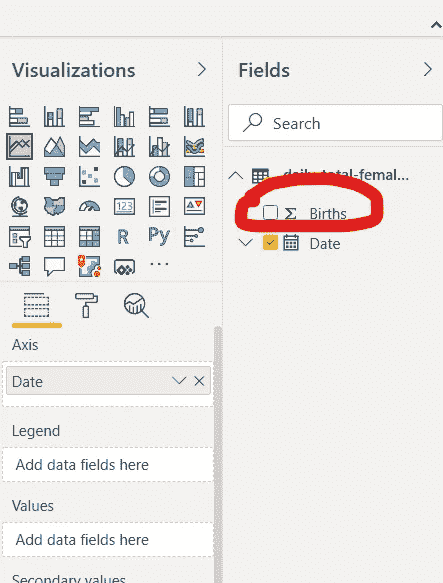 Visualizations
Fields
Search
daily-total-femal...
Births
Date
123
R
Py
Axis
Date
Legend
Add data fields here
Values
Add data fields here
Secondary values